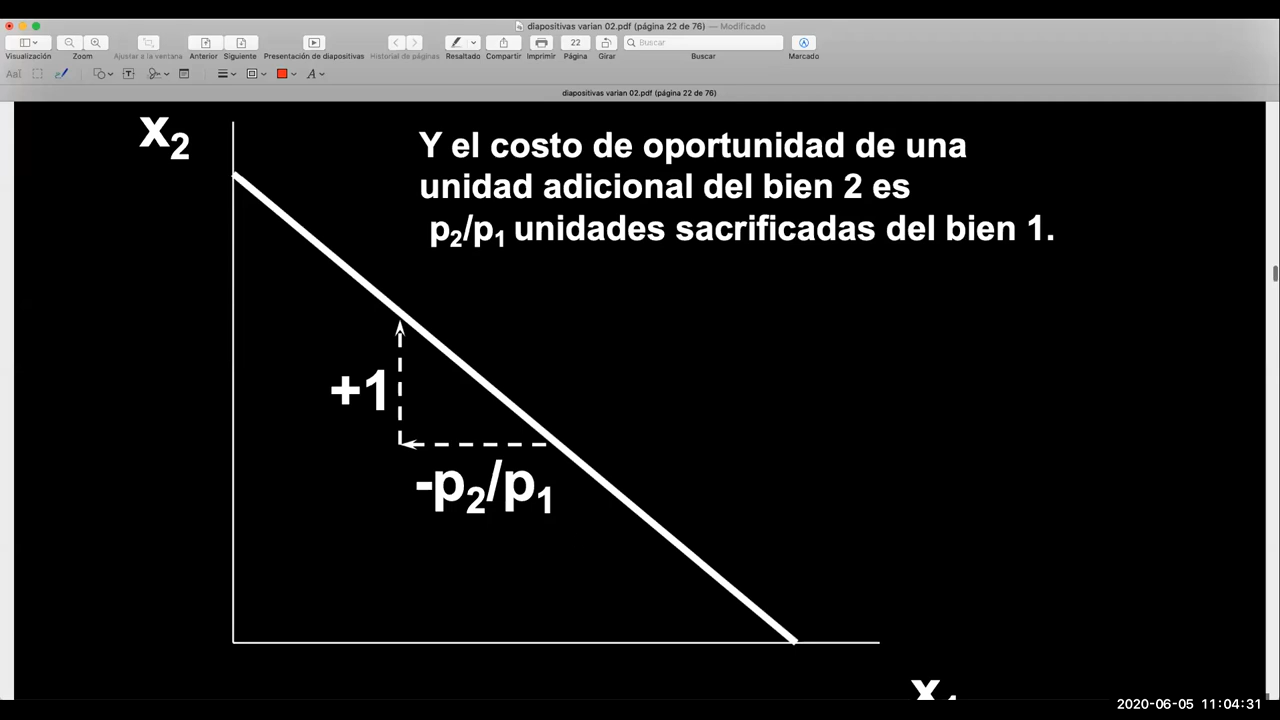 diapositivas varian 02.pdf (página 22 de 76) — Modificado
22
Buscar
Visualización Zoom Ajustar a la ventana Anterior Siguiente Presentación de diapositivas Historial de páginas Resaltado Compartir Imprimir Página Girar Buscar Marcado
diapositivas varian 02.pdf (página 22 de 76)
x2
Y el costo de oportunidad de una
unidad adicional del bien 2 es
p2/p1 unidades sacrificadas del bien 1.
+1
-p2/p1
x1
2020-06-05 11:04:31